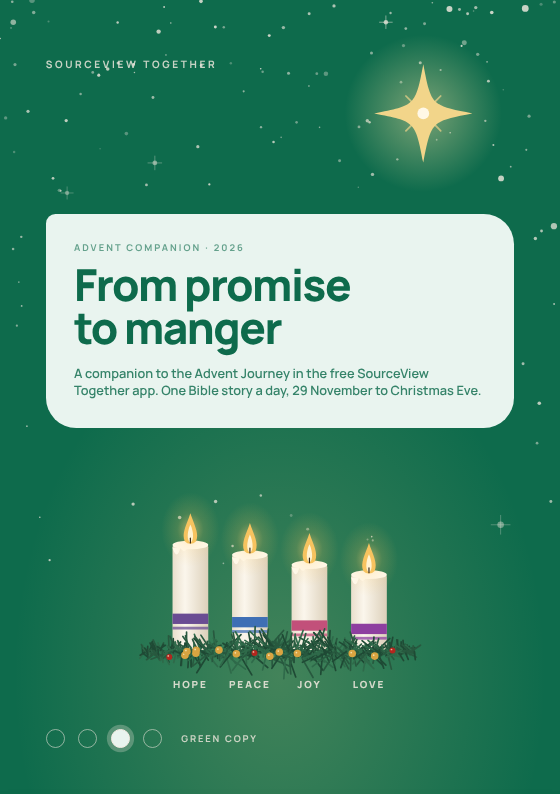 SOURCEVIEW TOGETHER
ADVENT COMPANION · 2026
From promise
to manger
A companion to the Advent Journey in the free SourceView
Together app. One Bible story a day, 29 November to Christmas Eve.
HOPE PEACE JOY LOVE
GREEN COPY